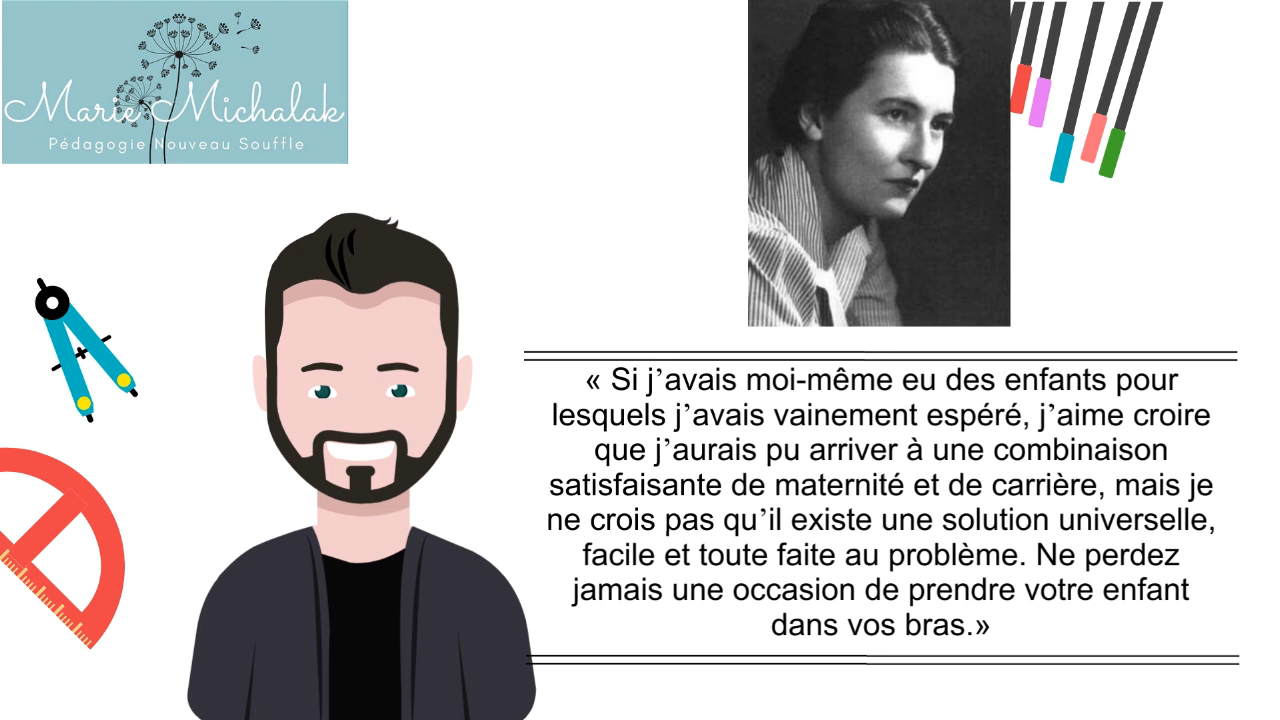 Marie Michalak
Pédagogie Nouveau Souffle
« Si j’avais moi-même eu des enfants pour
lesquels j’avais vainement espéré, j’aime croire
que j’aurais pu arriver à une combinaison
satisfaisante de maternité et de carrière, mais je
ne crois pas qu’il existe une solution universelle,
facile et toute faite au problème. Ne perdez
jamais une occasion de prendre votre enfant
dans vos bras.»